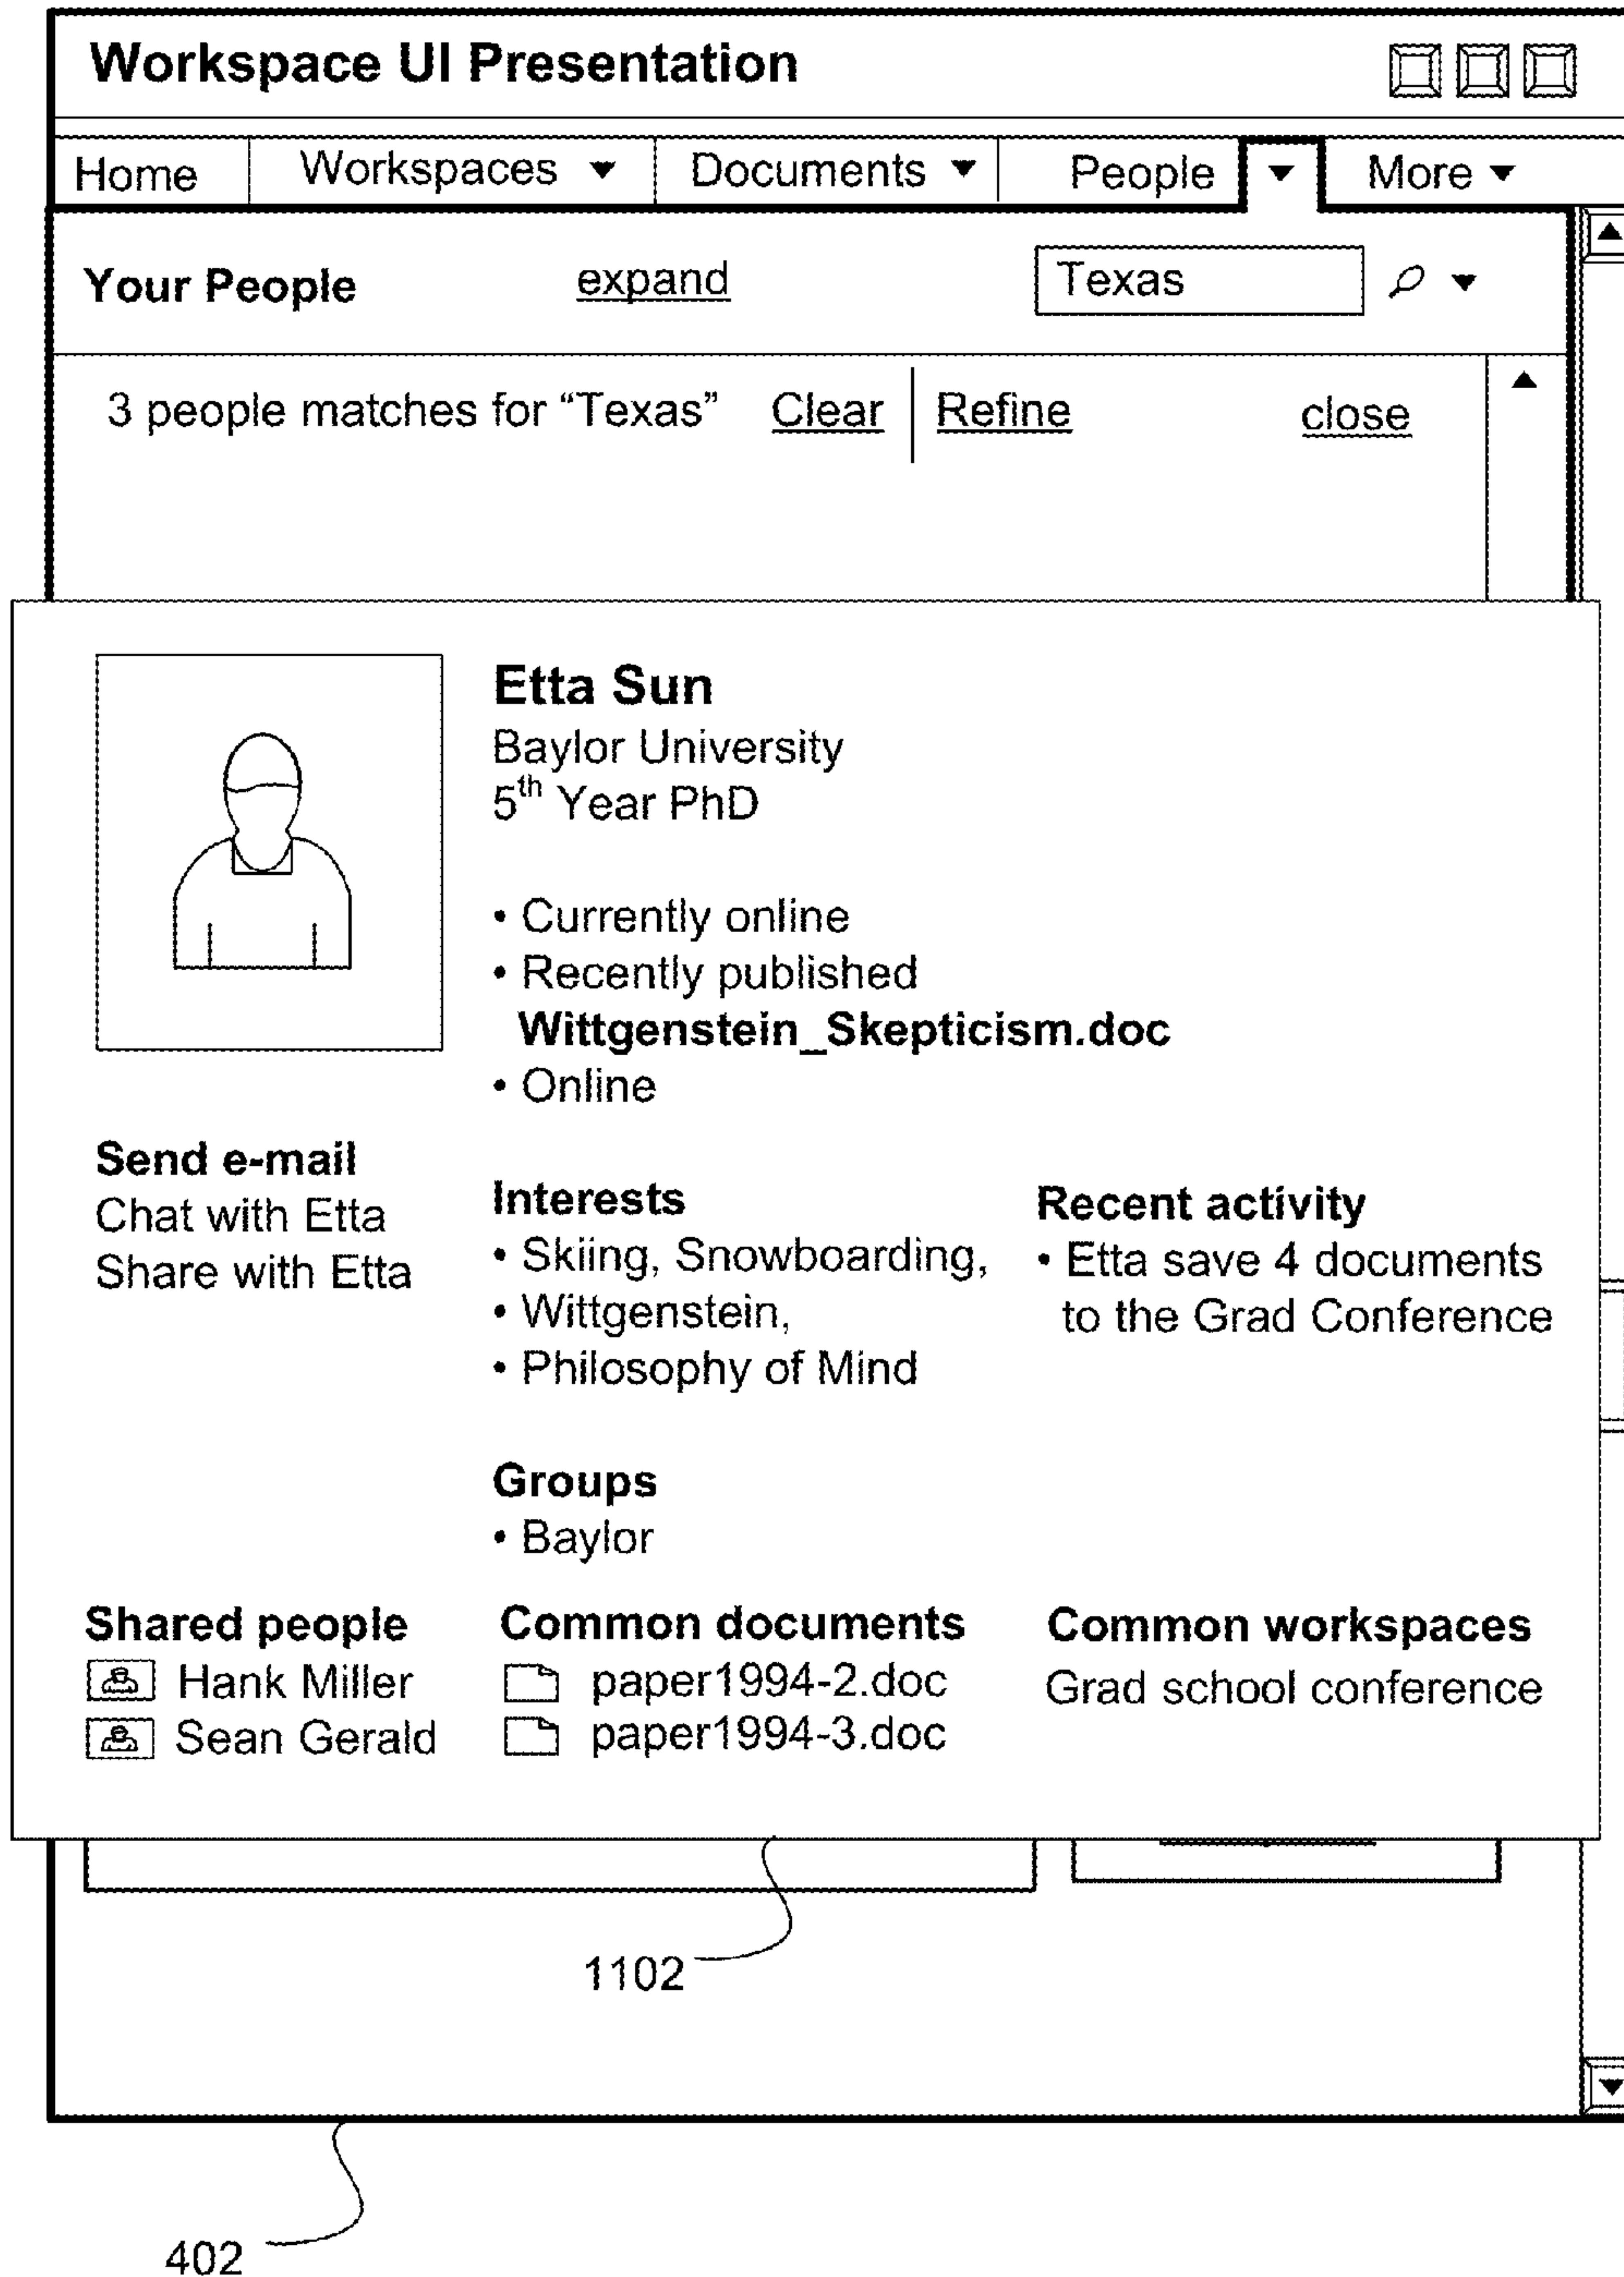 Workspace UI Presentation
Home Workspaces Documents People More
Your People expand Texas
3 people matches for “Texas” Clear Refine close
Etta Sun
Baylor University
5th Year PhD
• Currently online
• Recently published
Wittgenstein_Skepticism.doc
• Online
Send e-mail
Chat with Etta
Share with Etta
Interests
• Skiing, Snowboarding,
• Wittgenstein,
• Philosophy of Mind
Recent activity
• Etta save 4 documents
to the Grad Conference
Groups
• Baylor
Shared people
Hank Miller
Sean Gerald
Common documents
paper1994-2.doc
paper1994-3.doc
Common workspaces
Grad school conference
1102
402